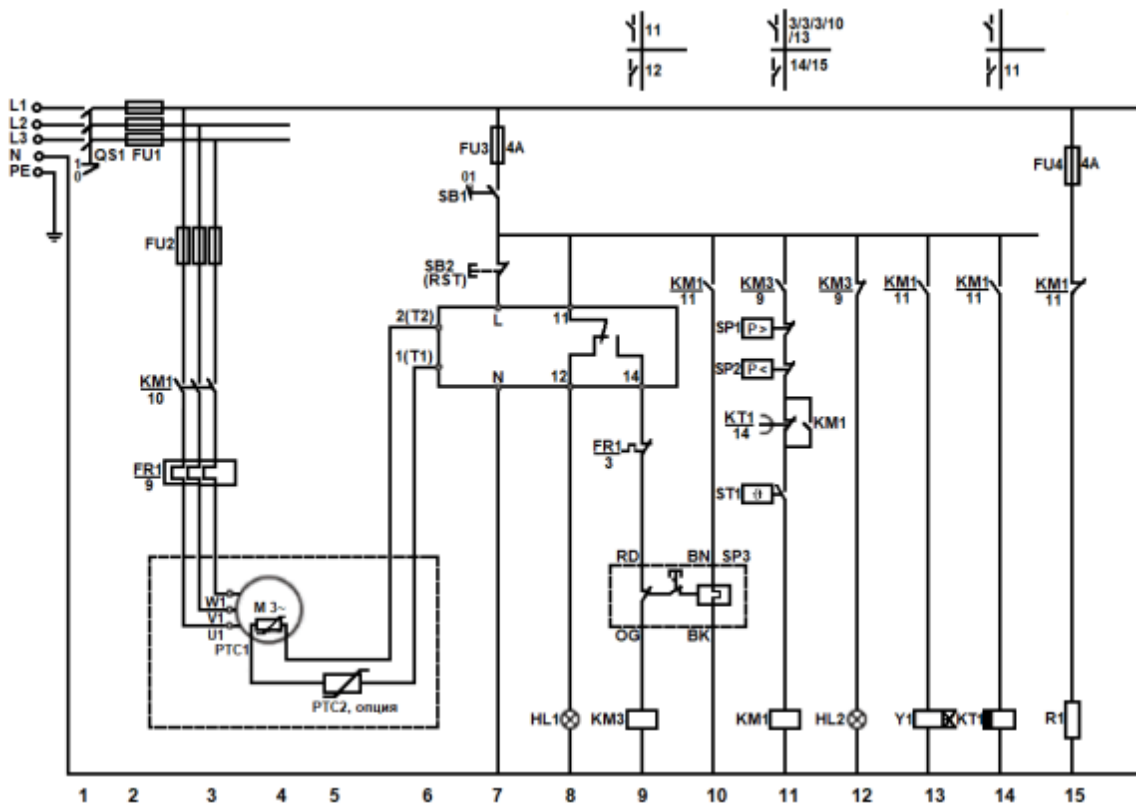 11
12
3/3/3/10
/13
14/15
11
L1
L2
L3
N
PE
1
0
QS1
FU1
FU2
FU3
4A
01
SB1
FU4
4A
SB2
(RST)
2(T2)
1(T1)
L
11
N
12
14
KM1
11
KM3
9
KM3
9
KM1
11
KM1
11
KM1
11
SP1
P >
SP2
P <
KT1
14
KM1
ST1
KM1
10
FR1
9
FR1
3
RD
BN
SP3
OG
BK
M 3~
W1
V1
U1
PTC1
PTC2, опция
HL1
KM3
KM1
HL2
Y1
KT1
R1
1 2 3 4 5 6 7 8 9 10 11 12 13 14 15